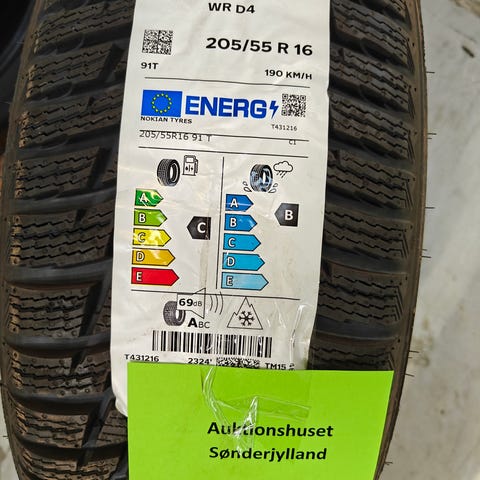 WR D4
205/55 R 16
91T
190 KM/H
ENERG
NOKIAN TYRES
T431216
205/55R16 91 T
C1
A
B
C
D
E
C
A
B
C
D
E
B
69dB
ABC
T431216
2324
TM15
Auktionshuset
Sønderjylland